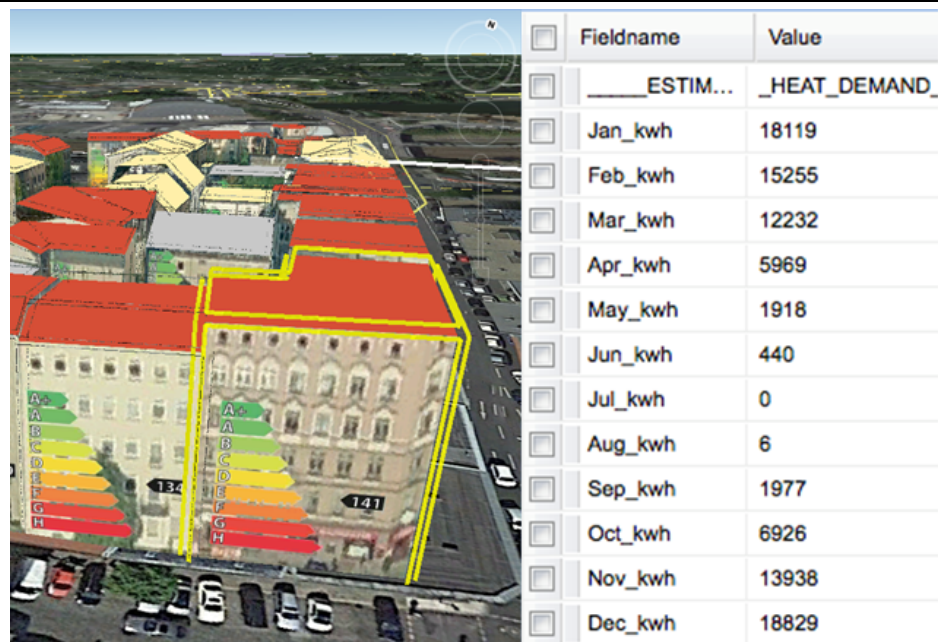 N
A+
A
B
C
D
E
F
G
H
134
A+
A
B
C
D
E
F
G
H
141
Fieldname Value
_____ESTIM... _HEAT_DEMAND_
Jan_kwh 18119
Feb_kwh 15255
Mar_kwh 12232
Apr_kwh 5969
May_kwh 1918
Jun_kwh 440
Jul_kwh 0
Aug_kwh 6
Sep_kwh 1977
Oct_kwh 6926
Nov_kwh 13938
Dec_kwh 18829